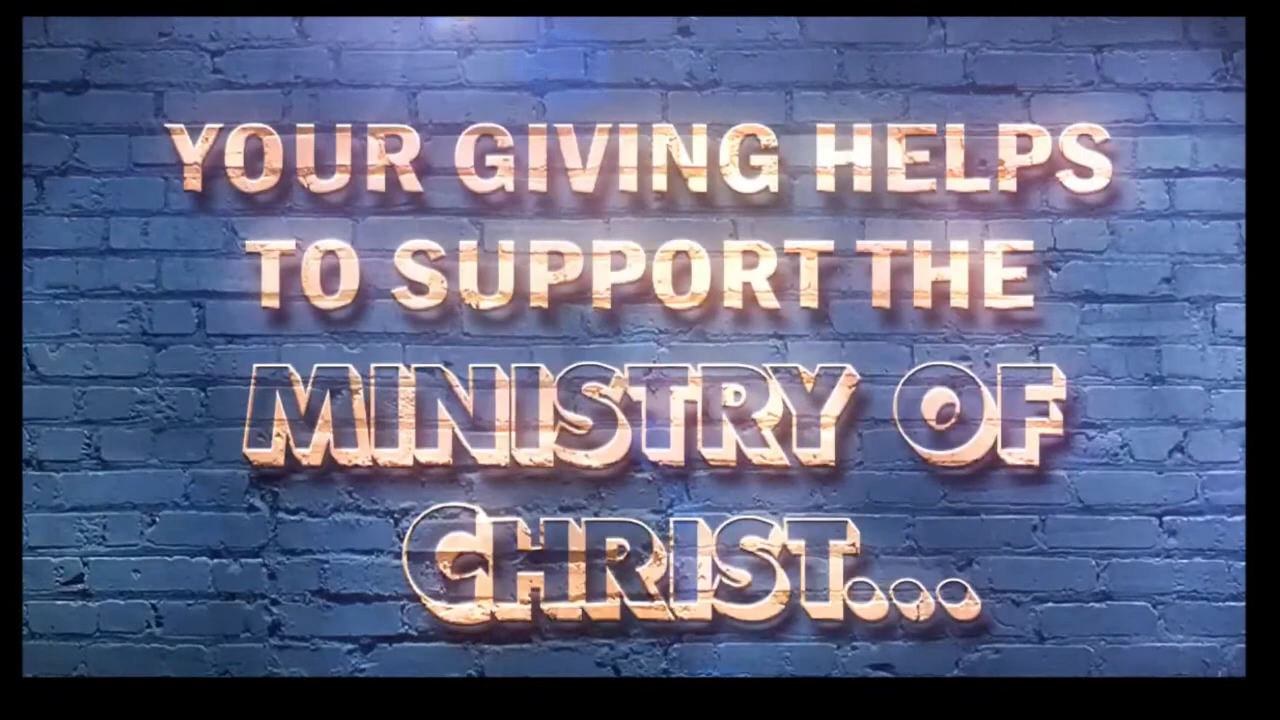 YOUR GIVING HELPS
TO SUPPORT THE
MINISTRY OF
CHRIST...